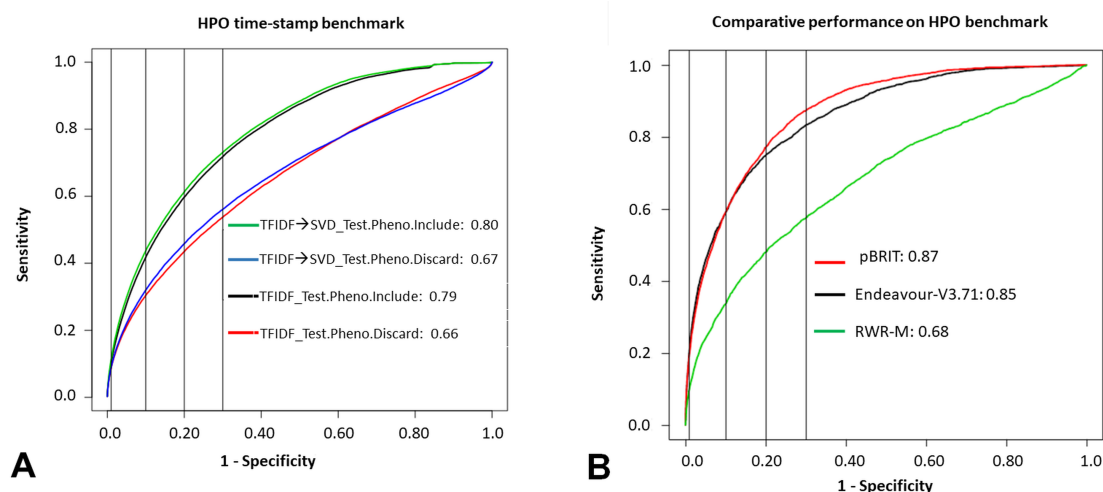 HPO time-stamp benchmark
1.0
0.8
0.6
0.4
0.2
0.0
Sensitivity
TFIDF→SVD_Test.Pheno.Include: 0.80
TFIDF→SVD_Test.Pheno.Discard: 0.67
TFIDF_Test.Pheno.Include: 0.79
TFIDF_Test.Pheno.Discard: 0.66
0.0 0.20 0.40 0.60 0.80 1.0
1 - Specificity
A
Comparative performance on HPO benchmark
1.0
0.8
0.6
0.4
0.2
0.0
Sensitivity
pBRIT: 0.87
Endeavour-V3.71: 0.85
RWR-M: 0.68
0.0 0.20 0.40 0.60 0.80 1.0
1 - Specificity
B